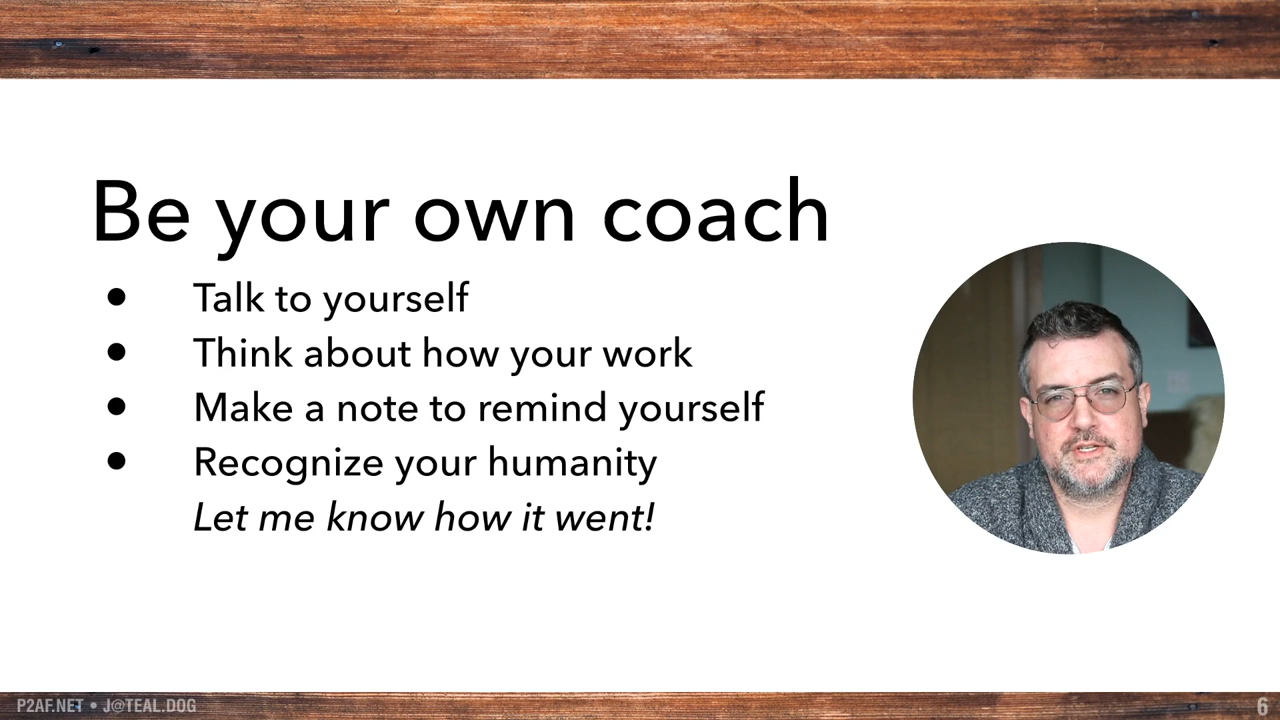 Be your own coach
• Talk to yourself
• Think about how your work
• Make a note to remind yourself
• Recognize your humanity
Let me know how it went!
P2AF.NET • J@TEAL.DOG
6